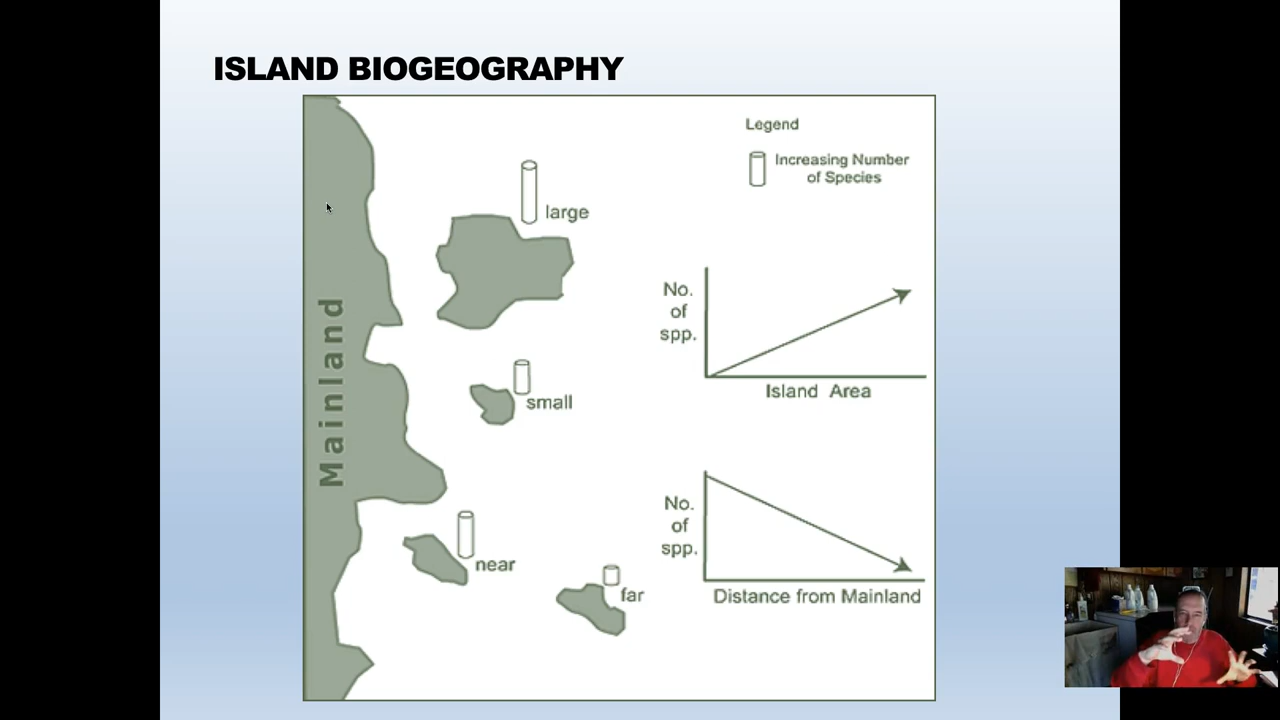 ISLAND BIOGEOGRAPHY
Legend
Increasing Number
of Species
large
Mainland
No.
of
spp.
Island Area
small
No.
of
spp.
near
far
Distance from Mainland